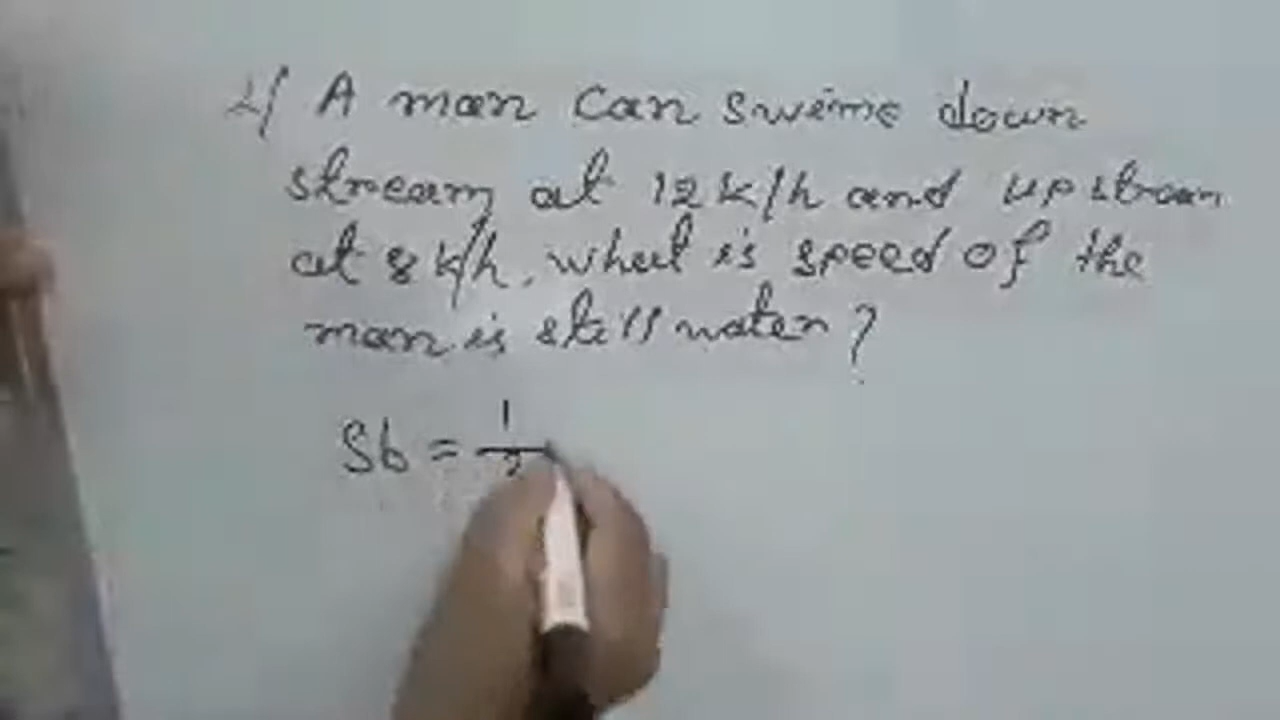 2/ A man can swime down
stream at 12 k/h and upstream
at 8 k/h. what is speed of the
man is still water?
Sb = 1/2